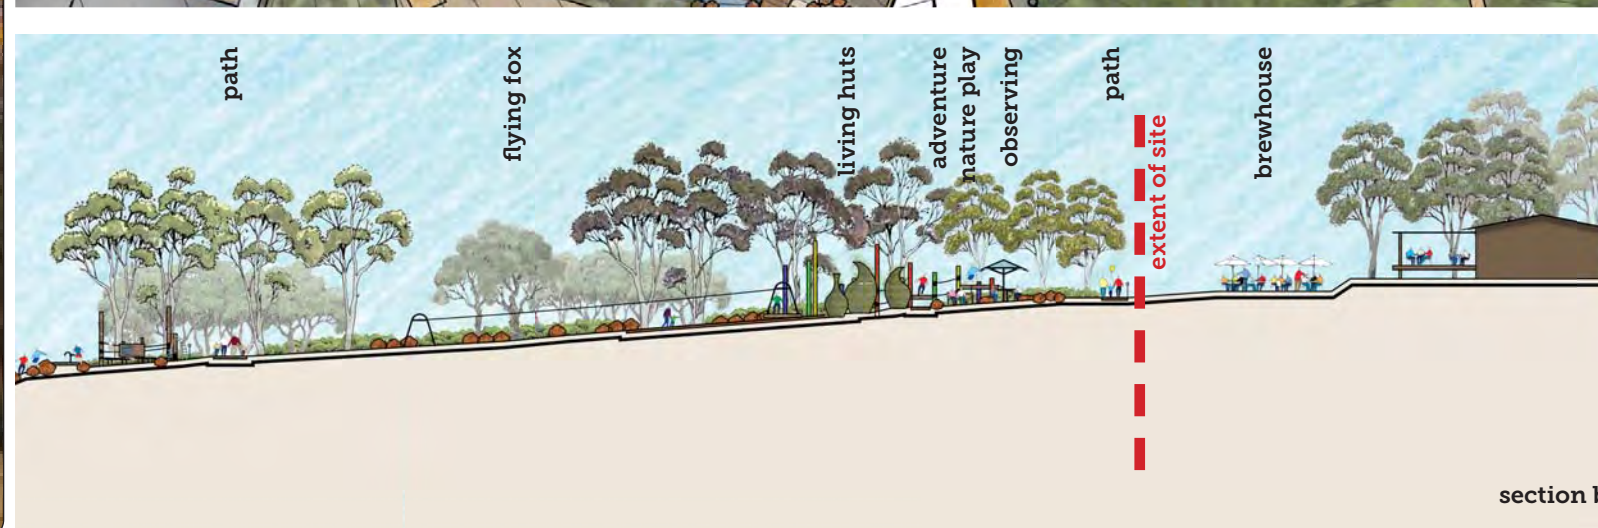 path
flying fox
living huts
adventure
nature play
observing
path
extent of site
brewhouse
section b